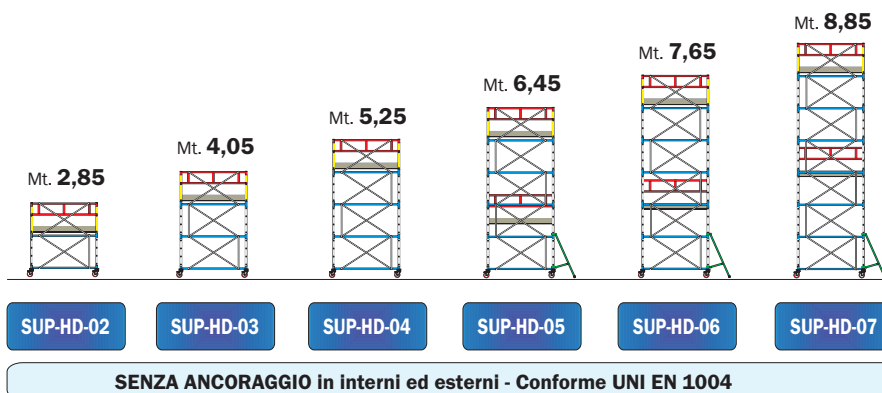 Mt. 8,85
Mt. 7,65
Mt. 6,45
Mt. 5,25
Mt. 4,05
Mt. 2,85
SUP-HD-02 SUP-HD-03 SUP-HD-04 SUP-HD-05 SUP-HD-06 SUP-HD-07
SENZA ANCORAGGIO in interni ed esterni - Conforme UNI EN 1004